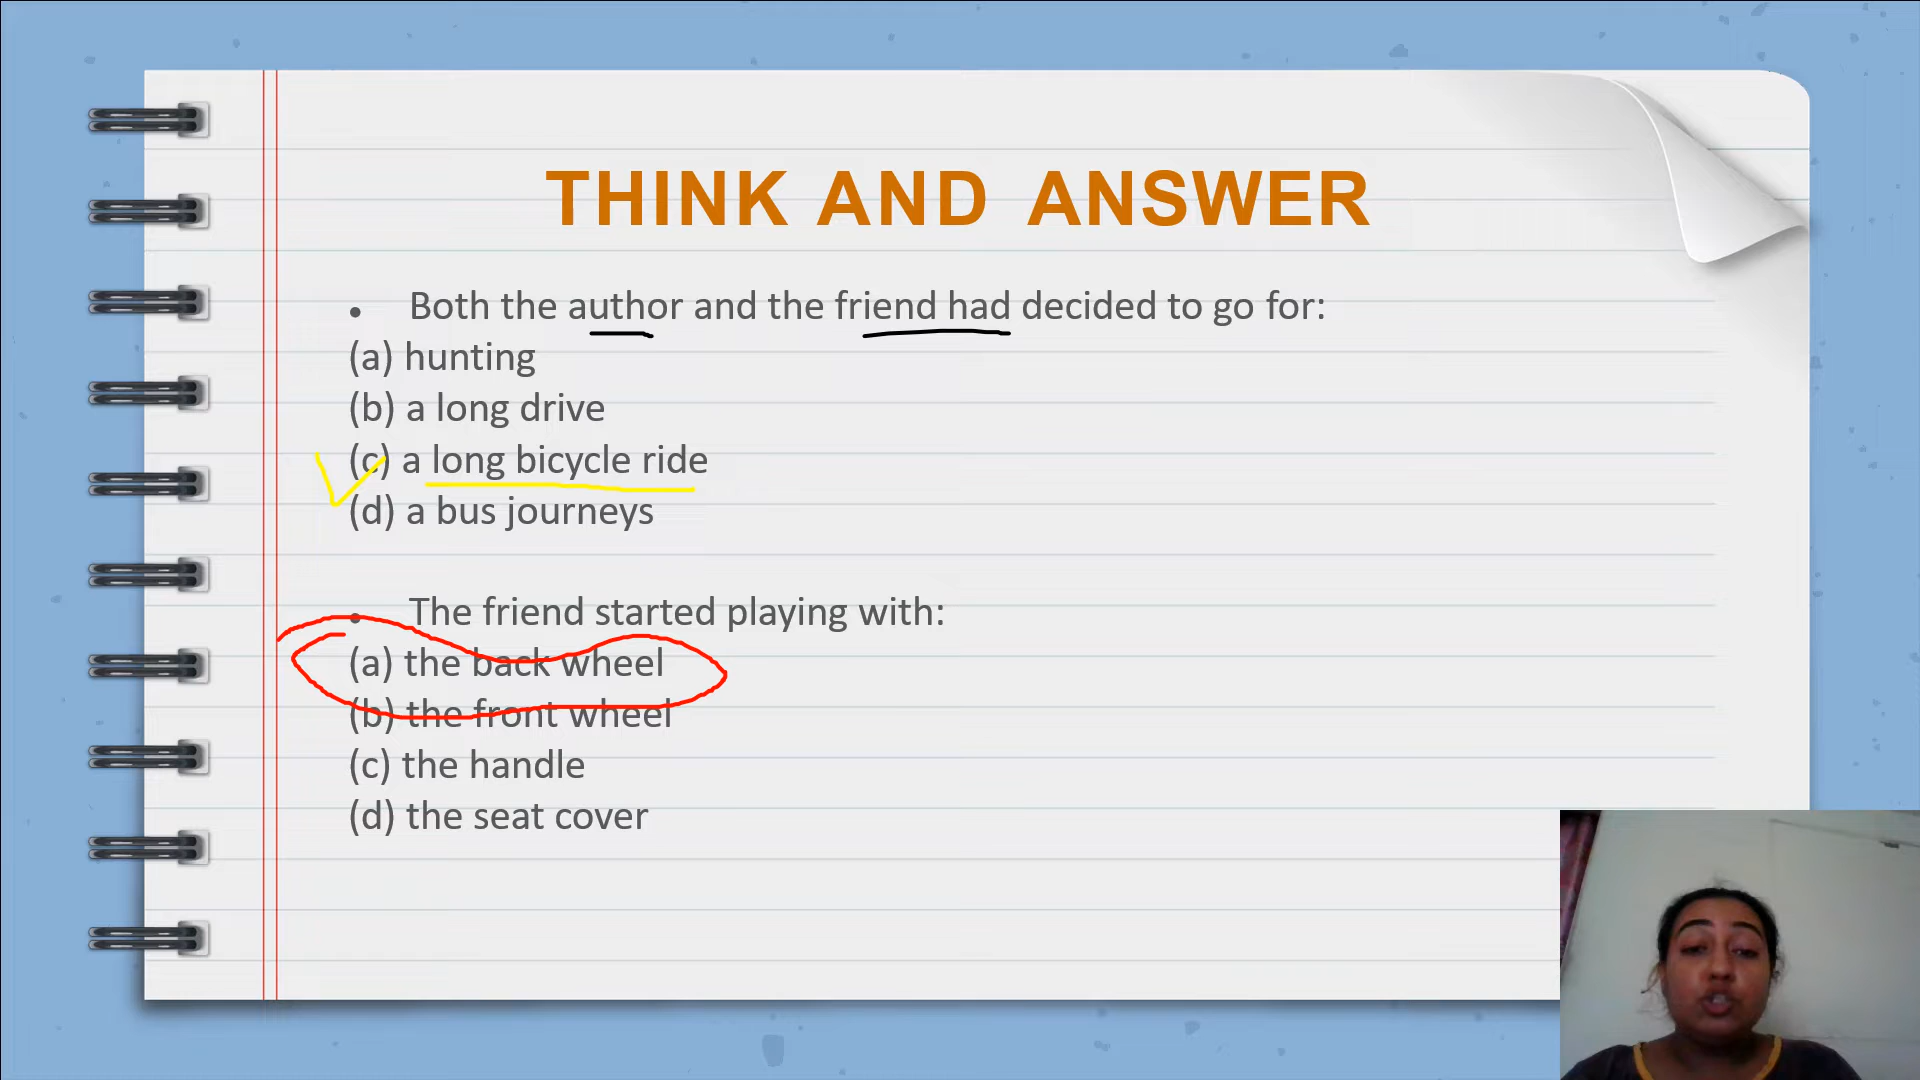 THINK AND ANSWER
• Both the author and the friend had decided to go for:
(a) hunting
(b) a long drive
(c) a long bicycle ride
(d) a bus journeys
• The friend started playing with:
(a) the back wheel
(b) the front wheel
(c) the handle
(d) the seat cover